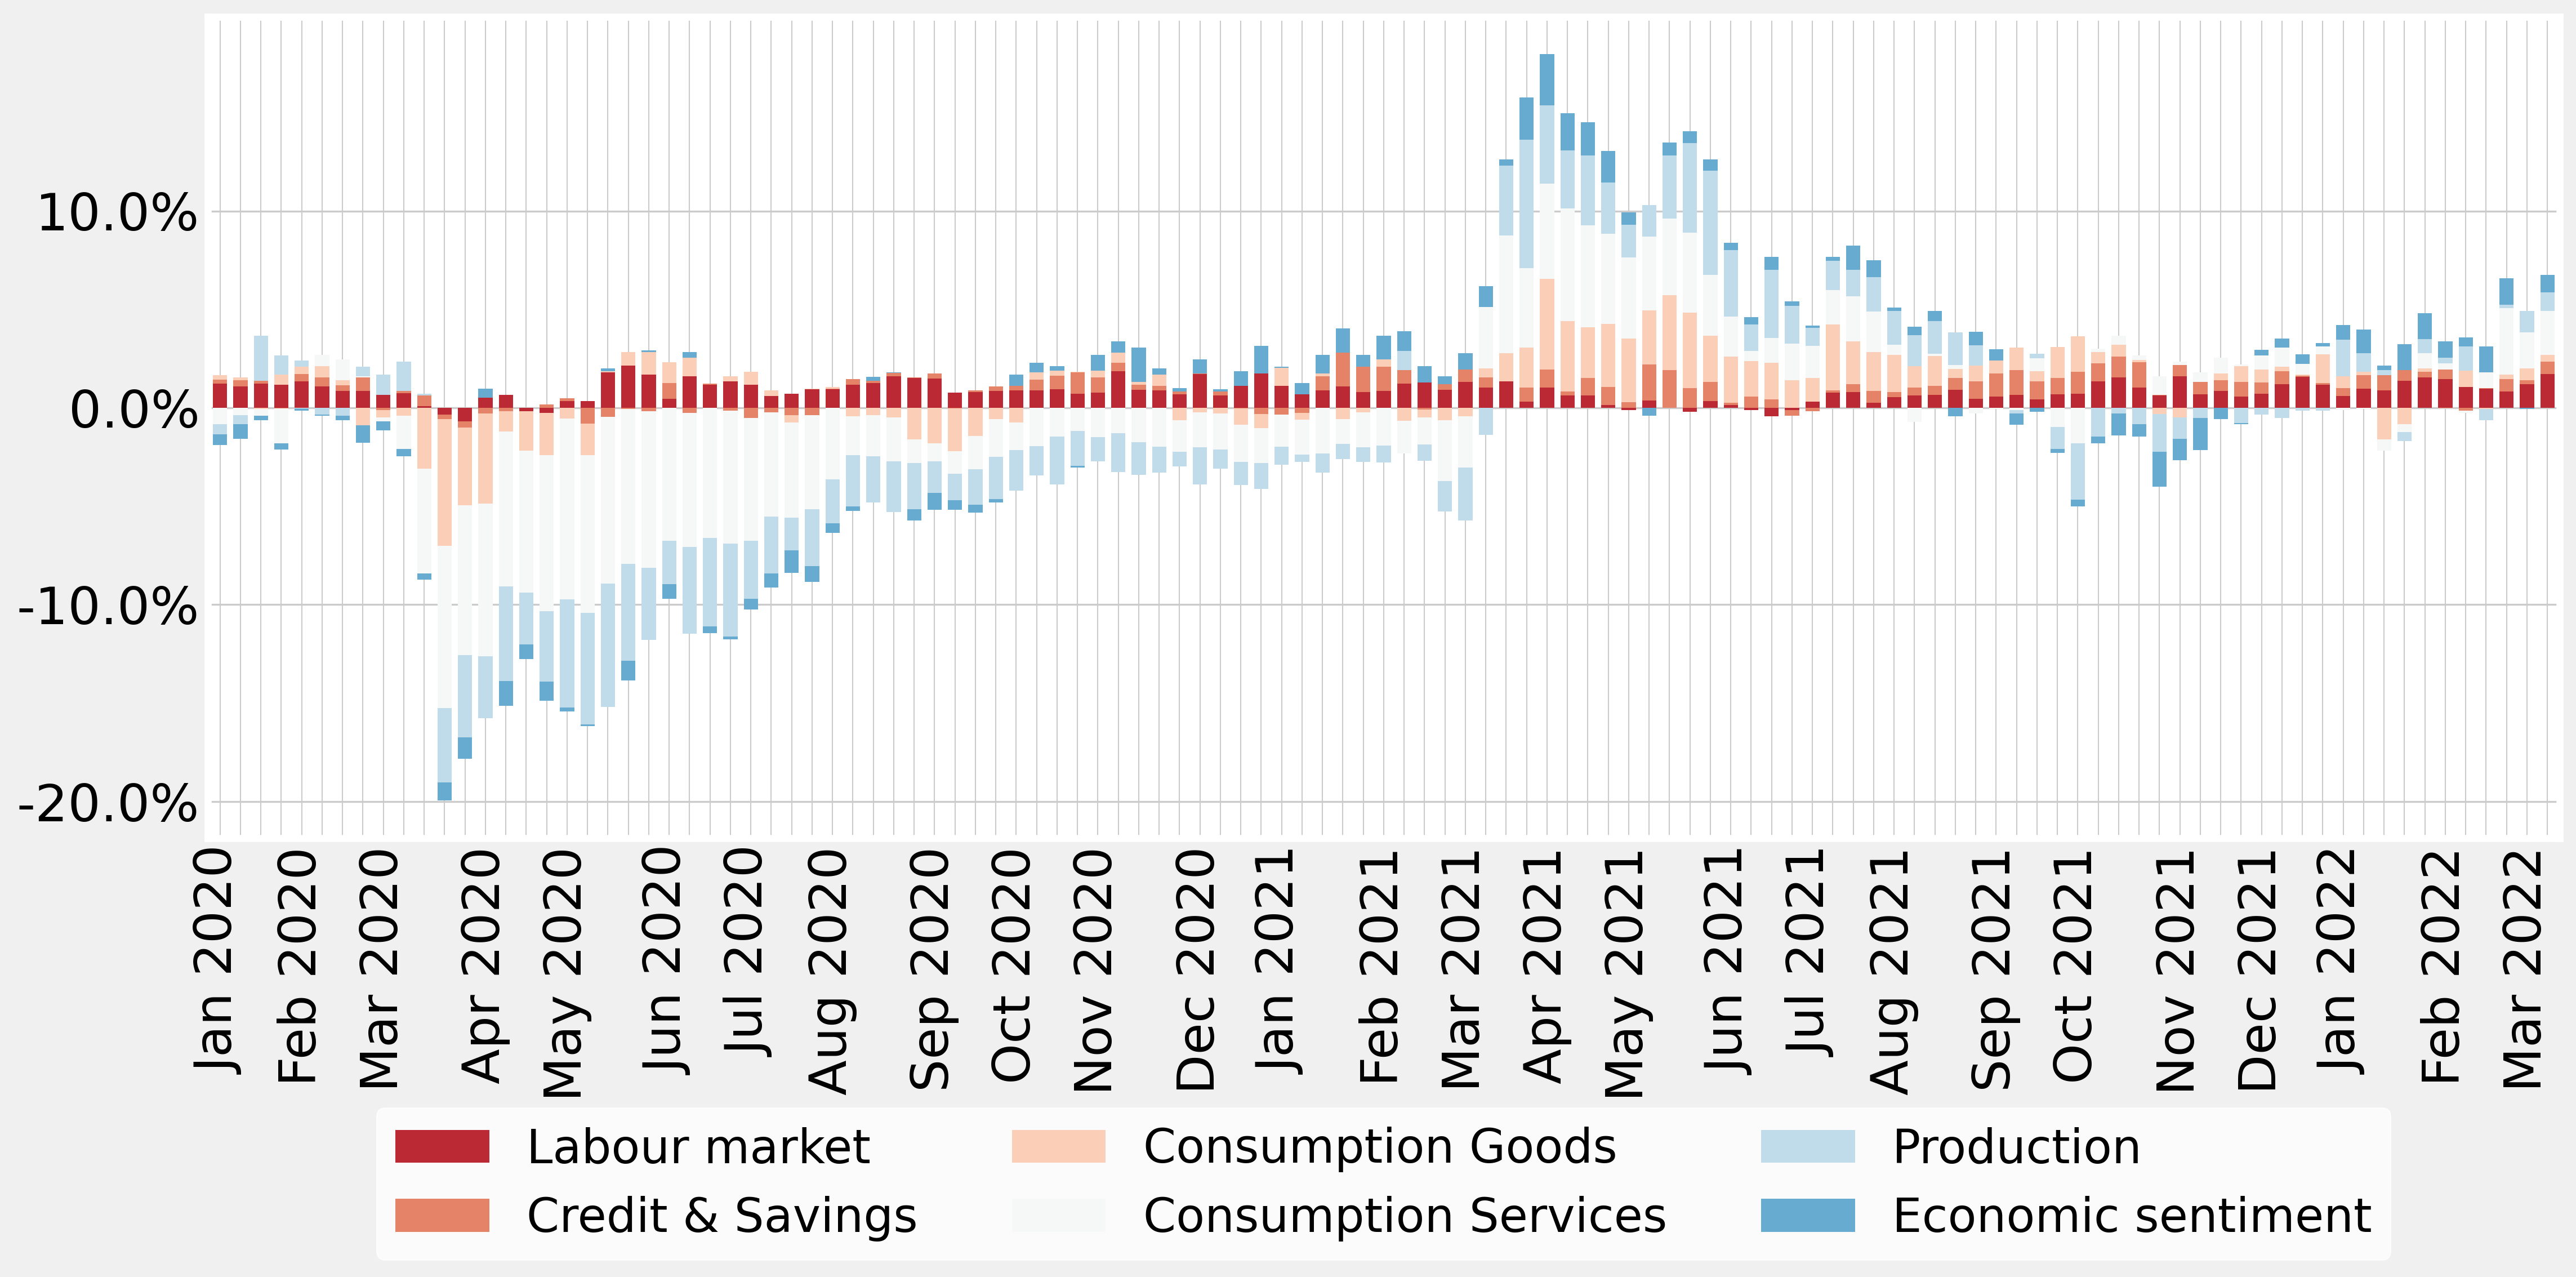 10.0%
0.0%
-10.0%
-20.0%
Jan 2020
Feb 2020
Mar 2020
Apr 2020
May 2020
Jun 2020
Jul 2020
Aug 2020
Sep 2020
Oct 2020
Nov 2020
Dec 2020
Jan 2021
Feb 2021
Mar 2021
Apr 2021
May 2021
Jun 2021
Jul 2021
Aug 2021
Sep 2021
Oct 2021
Nov 2021
Dec 2021
Jan 2022
Feb 2022
Mar 2022
Labour market
Credit & Savings
Consumption Goods
Consumption Services
Production
Economic sentiment